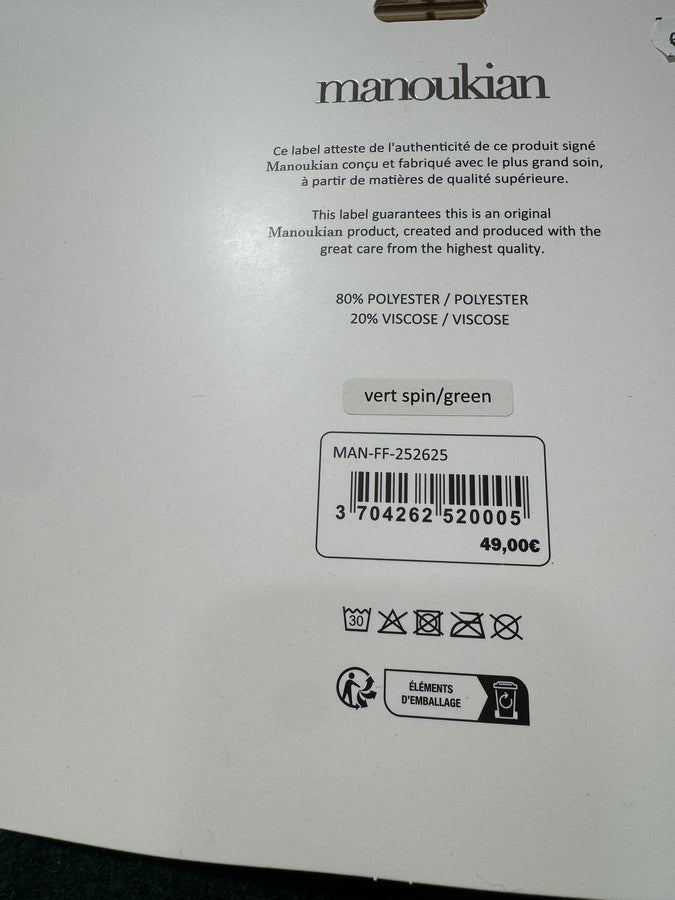 manoukian
Ce label atteste de l'authenticité de ce produit signé
Manoukian conçu et fabriqué avec le plus grand soin,
à partir de matières de qualité supérieure.
This label guarantees this is an original
Manoukian product, created and produced with the
great care from the highest quality.
80% POLYESTER / POLYESTER
20% VISCOSE / VISCOSE
vert spin/green
MAN-FF-252625
3 704262 520005
49,00€
30
ÉLÉMENTS
D'EMBALLAGE